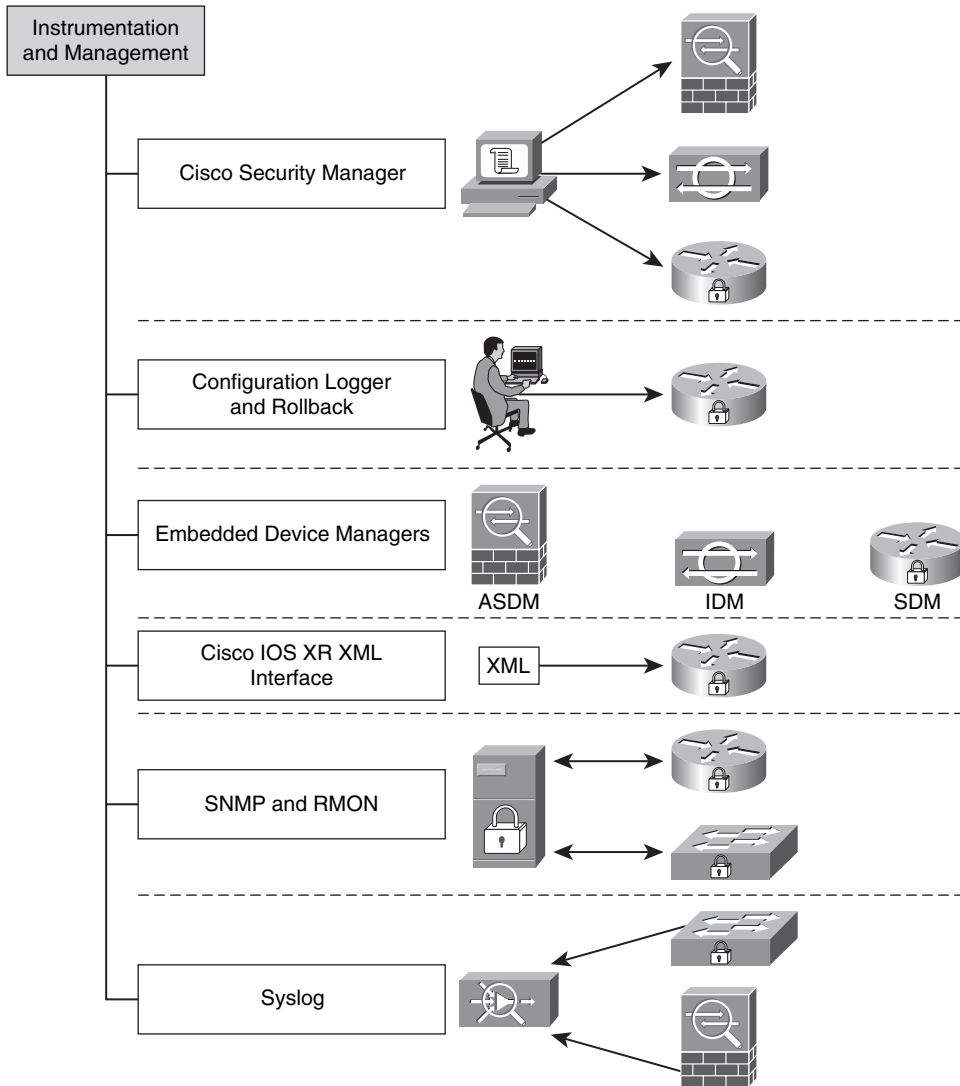 Instrumentation
and Management
Cisco Security Manager
Configuration Logger
and Rollback
Embedded Device Managers
ASDM
IDM
SDM
Cisco IOS XR XML
Interface
XML
SNMP and RMON
Syslog